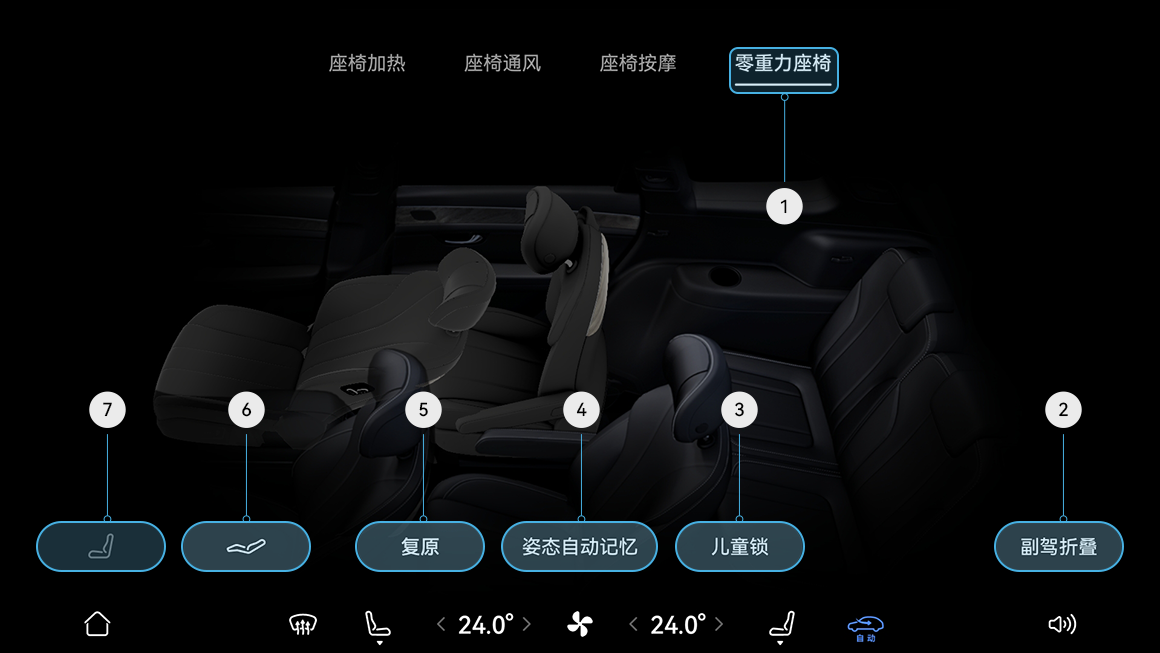 座椅加热 座椅通风 座椅按摩 零重力座椅
1
7 6 5 4 3 2
复原 姿态自动记忆 儿童锁 副驾折叠
24.0° 24.0°
自动